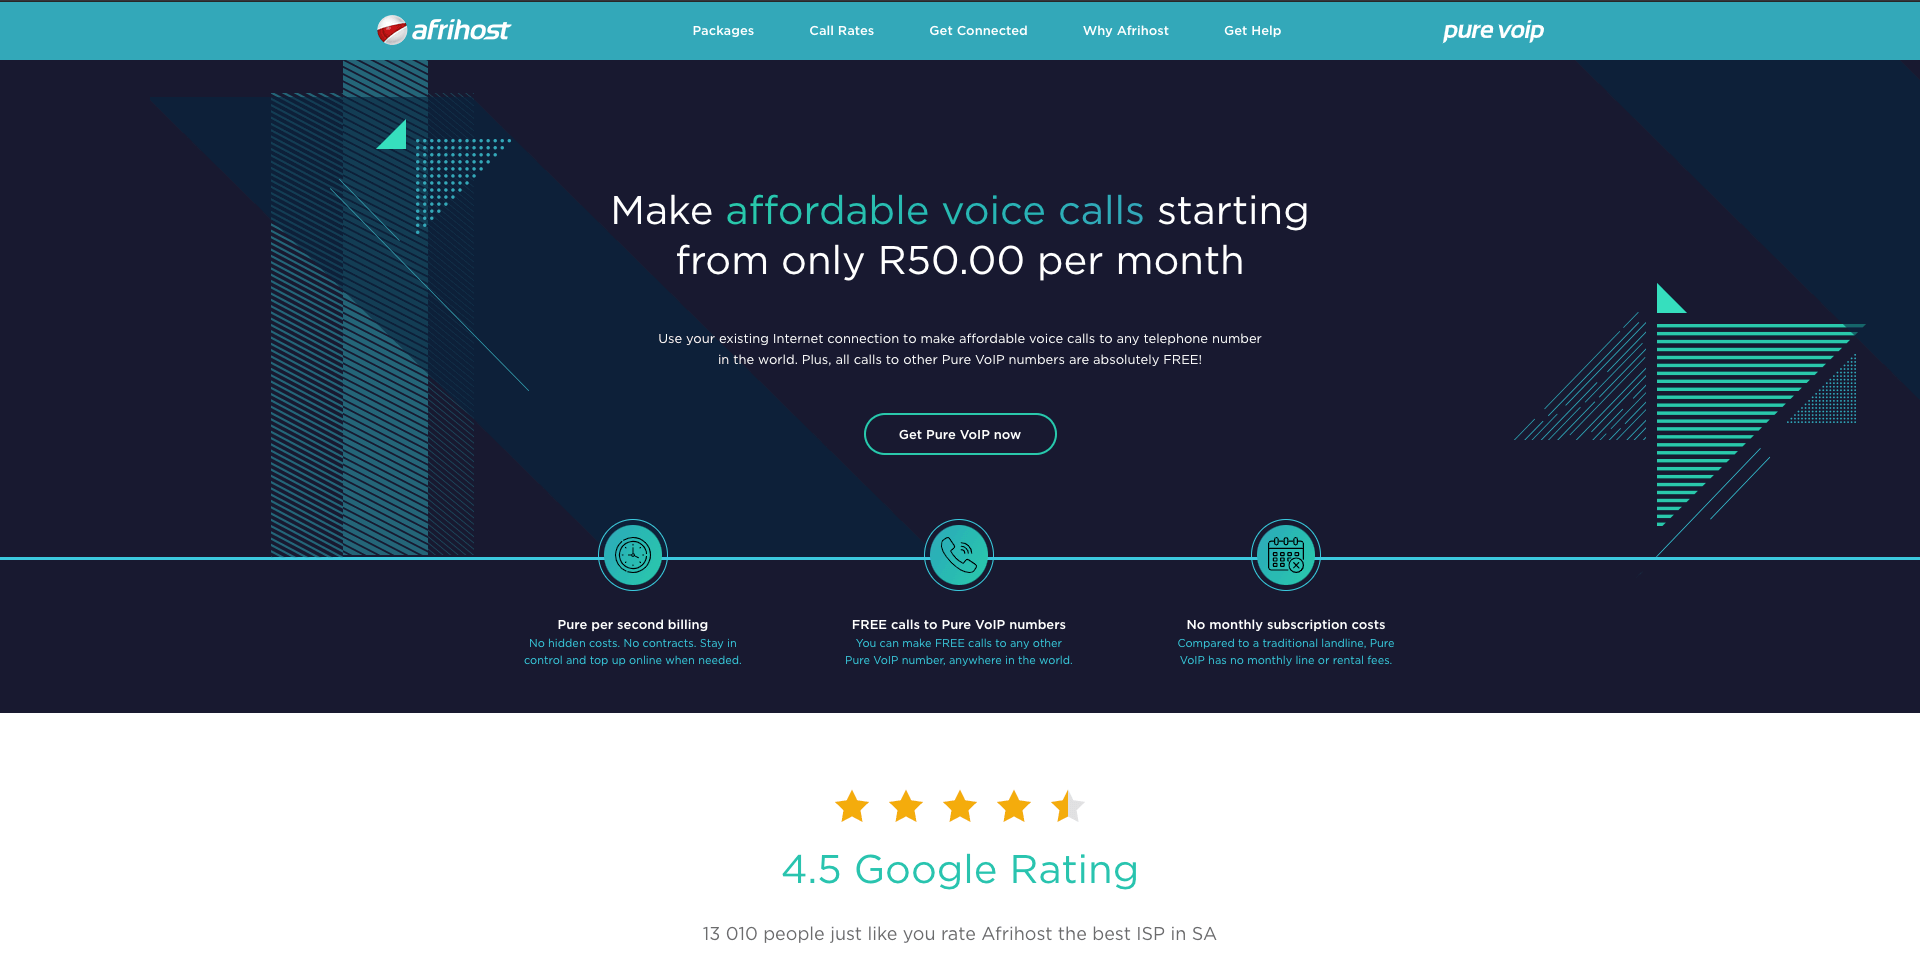 afrihost
Packages
Call Rates
Get Connected
Why Afrihost
Get Help
pure voip
Make affordable voice calls starting
from only R50.00 per month
Use your existing Internet connection to make affordable voice calls to any telephone number
in the world. Plus, all calls to other Pure VoIP numbers are absolutely FREE!
Get Pure VoIP now
Pure per second billing
No hidden costs. No contracts. Stay in
control and top up online when needed.
FREE calls to Pure VoIP numbers
You can make FREE calls to any other
Pure VoIP number, anywhere in the world.
No monthly subscription costs
Compared to a traditional landline, Pure
VoIP has no monthly line or rental fees.
4.5 Google Rating
13 010 people just like you rate Afrihost the best ISP in SA